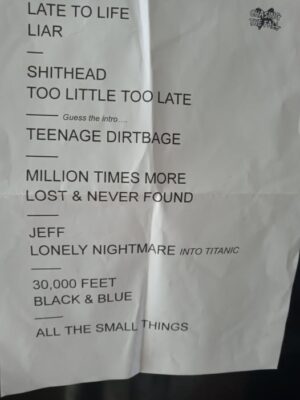 LATE TO LIFE
LIAR
—
SHITHEAD
TOO LITTLE TOO LATE
—— Guess the intro....
TEENAGE DIRTBAGE
——
MILLION TIMES MORE
LOST & NEVER FOUND
——
JEFF
LONELY NIGHTMARE INTO TITANIC
——
30,000 FEET
BLACK & BLUE
——
ALL THE SMALL THINGS